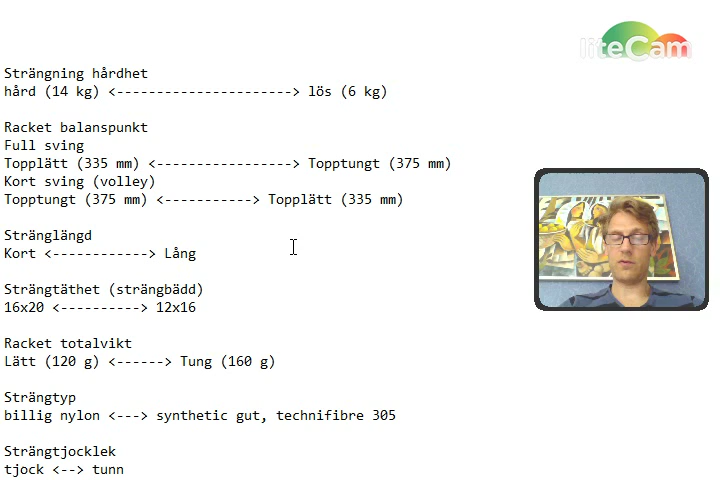 liteCam
Strängning hårdhet
hård (14 kg) <-----------------------> lös (6 kg)
Racket balanspunkt
Full sving
Topplätt (335 mm) <-----------------> Topptungt (375 mm)
Kort sving (volley)
Topptungt (375 mm) <-----------> Topplätt (335 mm)
Stränglängd
Kort <------------> Lång
Strängtäthet (strängbädd)
16x20 <----------> 12x16
Racket totalvikt
Lätt (120 g) <------> Tung (160 g)
Strängtyp
billig nylon <---> synthetic gut, technifibre 305
Strängtjocklek
tjock <--> tunn